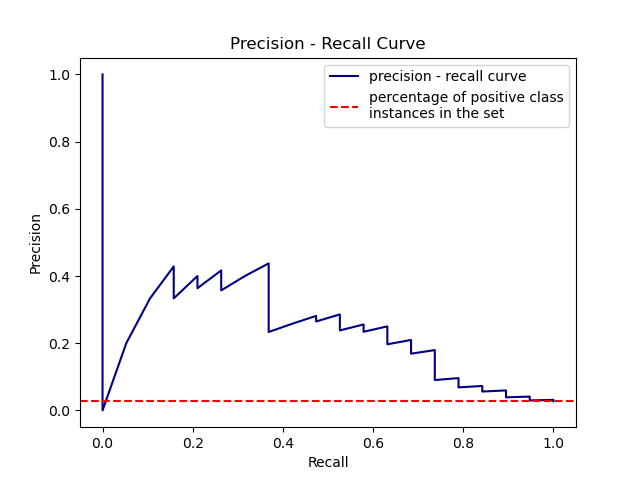 Precision - Recall Curve
precision - recall curve
percentage of positive class
instances in the set
1.0
0.8
0.6
0.4
0.2
0.0
Precision
0.0 0.2 0.4 0.6 0.8 1.0
Recall